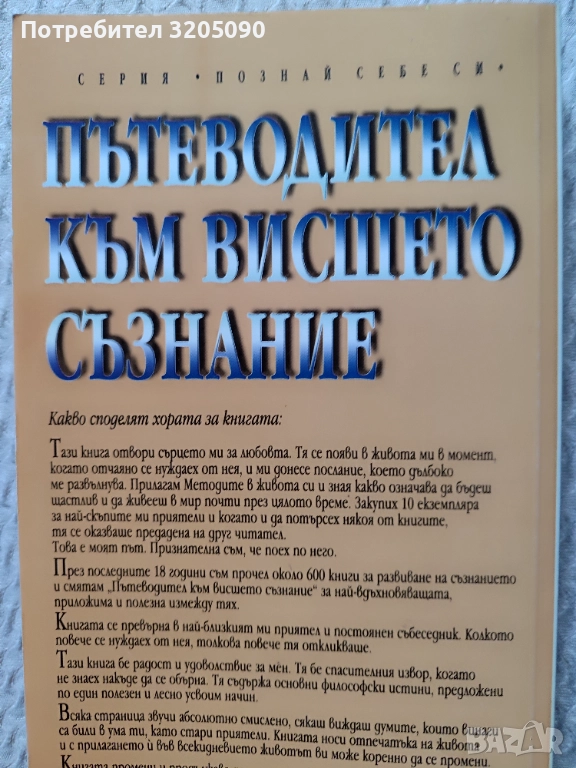 Потребител 3205090
СЕРИЯ • ПОЗНАЙ СЕБЕ СИ •
ПЪТЕВОДИТЕЛ
КЪМ ВИСШЕТО
СЪЗНАНИЕ
Какво споделят хората за книгата:
Тази книга отвори сърцето ми за любовта. Тя се появи в живота ми в момент,
когато отчаяно се нуждаех от нея, и ми донесе послание, което дълбоко
ме развълнува. Прилагам Методите в живота си и зная какво означава да бъдеш
щастлив и да живееш в мир почти през цялото време. Закупих 10 екземпляра
за най-скъпите ми приятели и когато и да потърсех някоя от книгите,
тя се оказваше предадена на друг читател.
Това е моят път. Признателна съм, че поех по него.
През последните 18 години съм прочел около 600 книги за развиване на съзнанието
и смятам „Пътеводител към висшето съзнание" за най-вдъхновяващата,
приложима и полезна измежду тях.
Книгата се превърна в най-близкият ми приятел и постоянен събеседник. Колкото
повече се нуждаех от нея, толкова повече тя откликваше.
Тази книга бе радост и удоволствие за мен. Тя бе спасителния извор, когато
не знаех накъде да се обърна. Тя съдържа основни философски истини, предложени
по един полезен и лесно усвоим начин.
Всяка страница звучи абсолютно смислено, сякаш виждаш думите, които винаги
са били в ума ти, като стари приятели. Книгата носи отпечатъка на живота
и с прилагането ѝ във всекидневието животът ви може коренно да се промени.
Книгата промени и
bazar